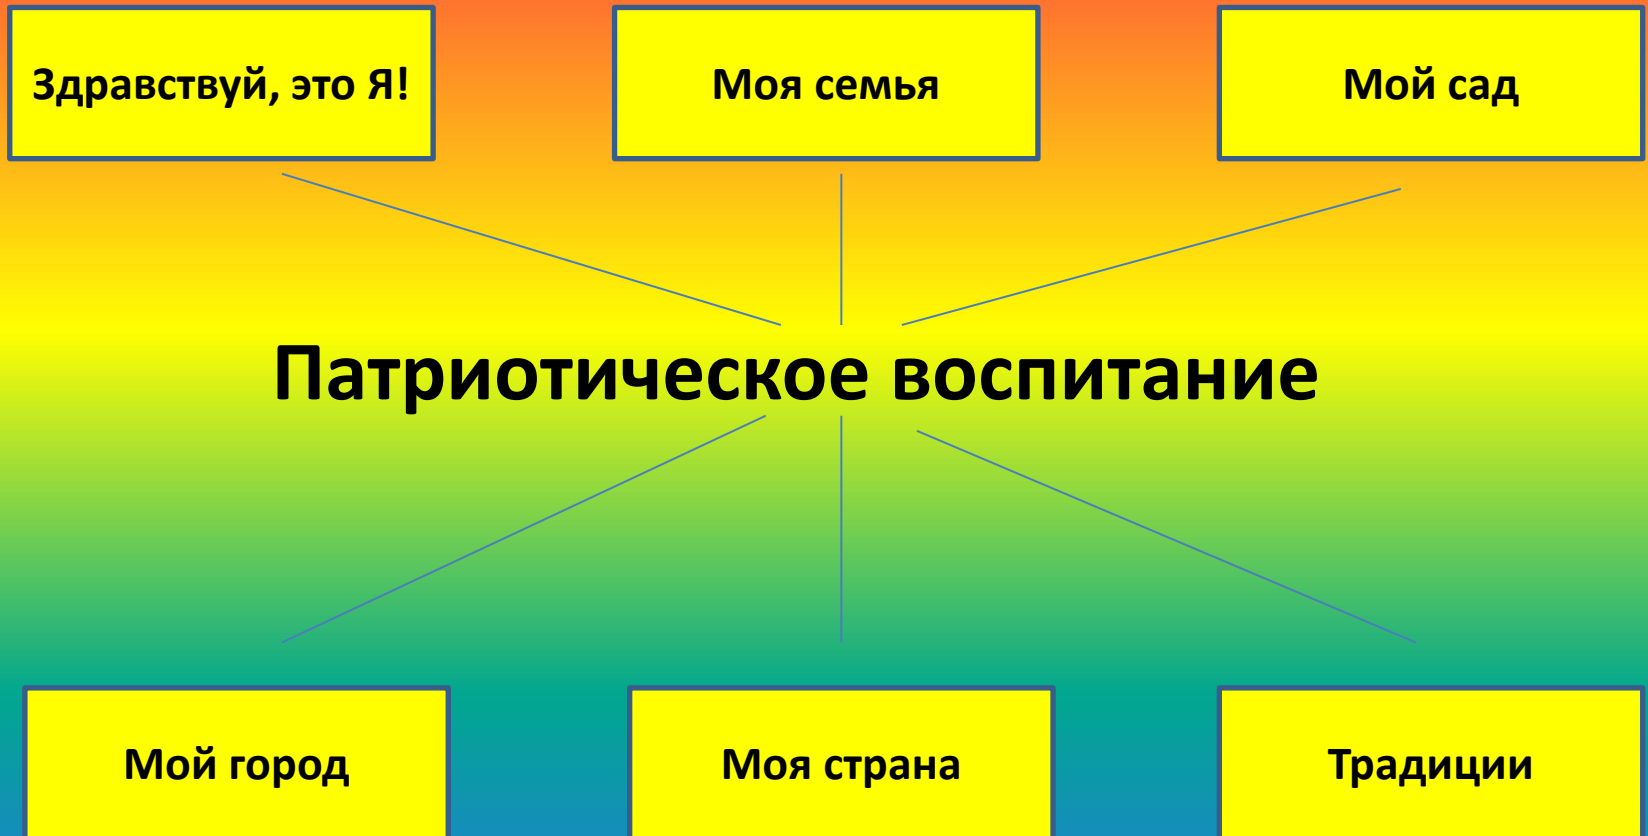 Здравствуй, это Я!
Моя семья
Мой сад
Патриотическое воспитание
Мой город
Моя страна
Традиции